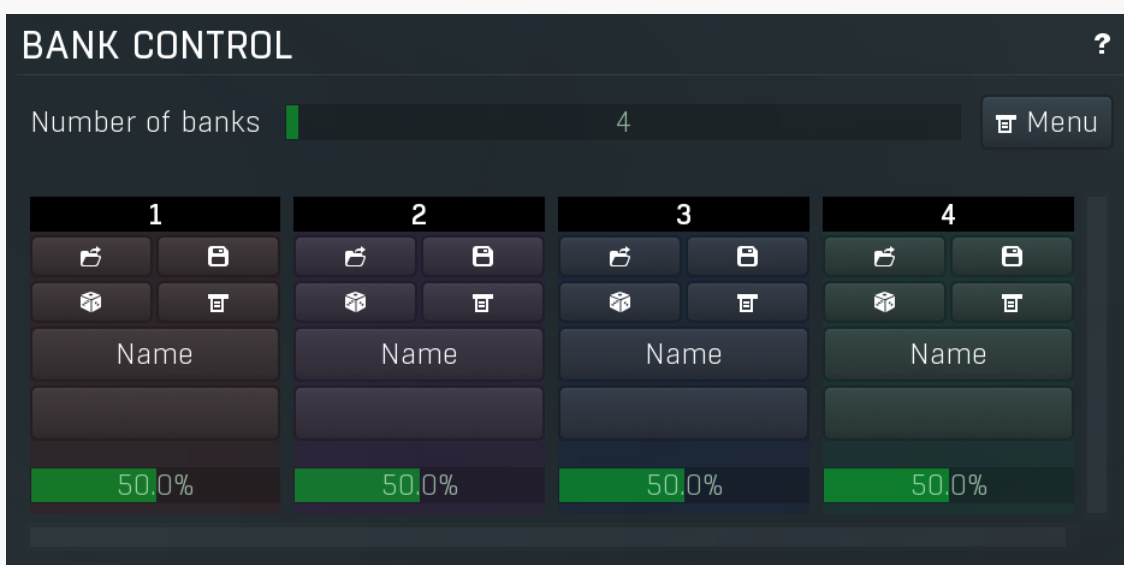 BANK CONTROL ?
Number of banks 4 Menu
1 2 3 4
Name Name Name Name
50.0% 50.0% 50.0% 50.0%